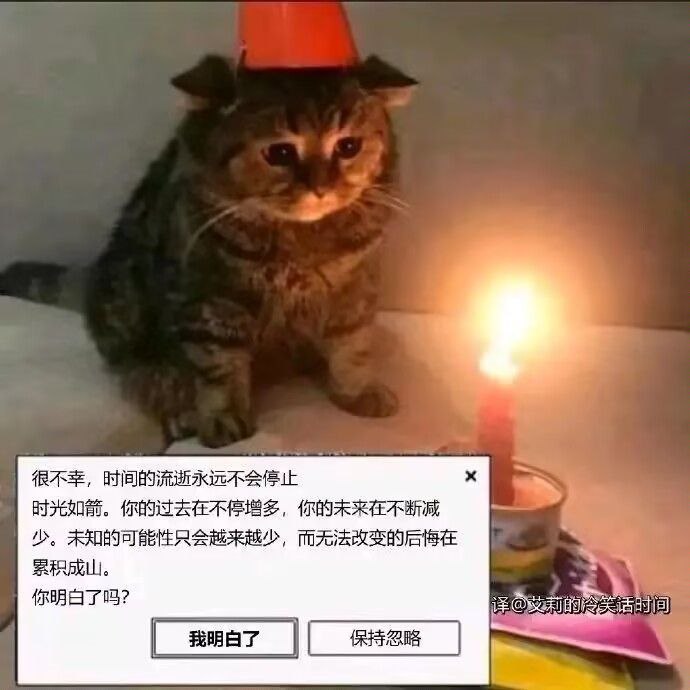 很不幸，时间的流逝永远不会停止
时光如箭。你的过去在不停增多，你的未来在不断减
少。未知的可能性只会越来越少，而无法改变的后悔在
累积成山。
你明白了吗？
我明白了
保持忽略
译@艾莉的冷笑话时间